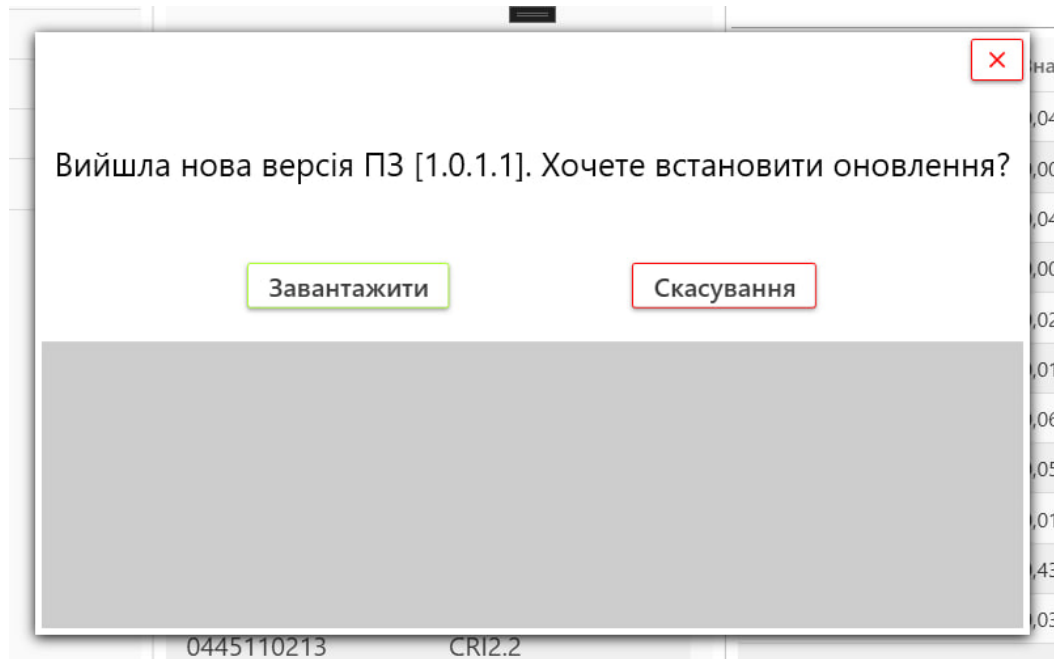 Вийшла нова версія ПЗ [1.0.1.1]. Хочете встановити оновлення?
Завантажити Скасування
0445110213 CRI2.2